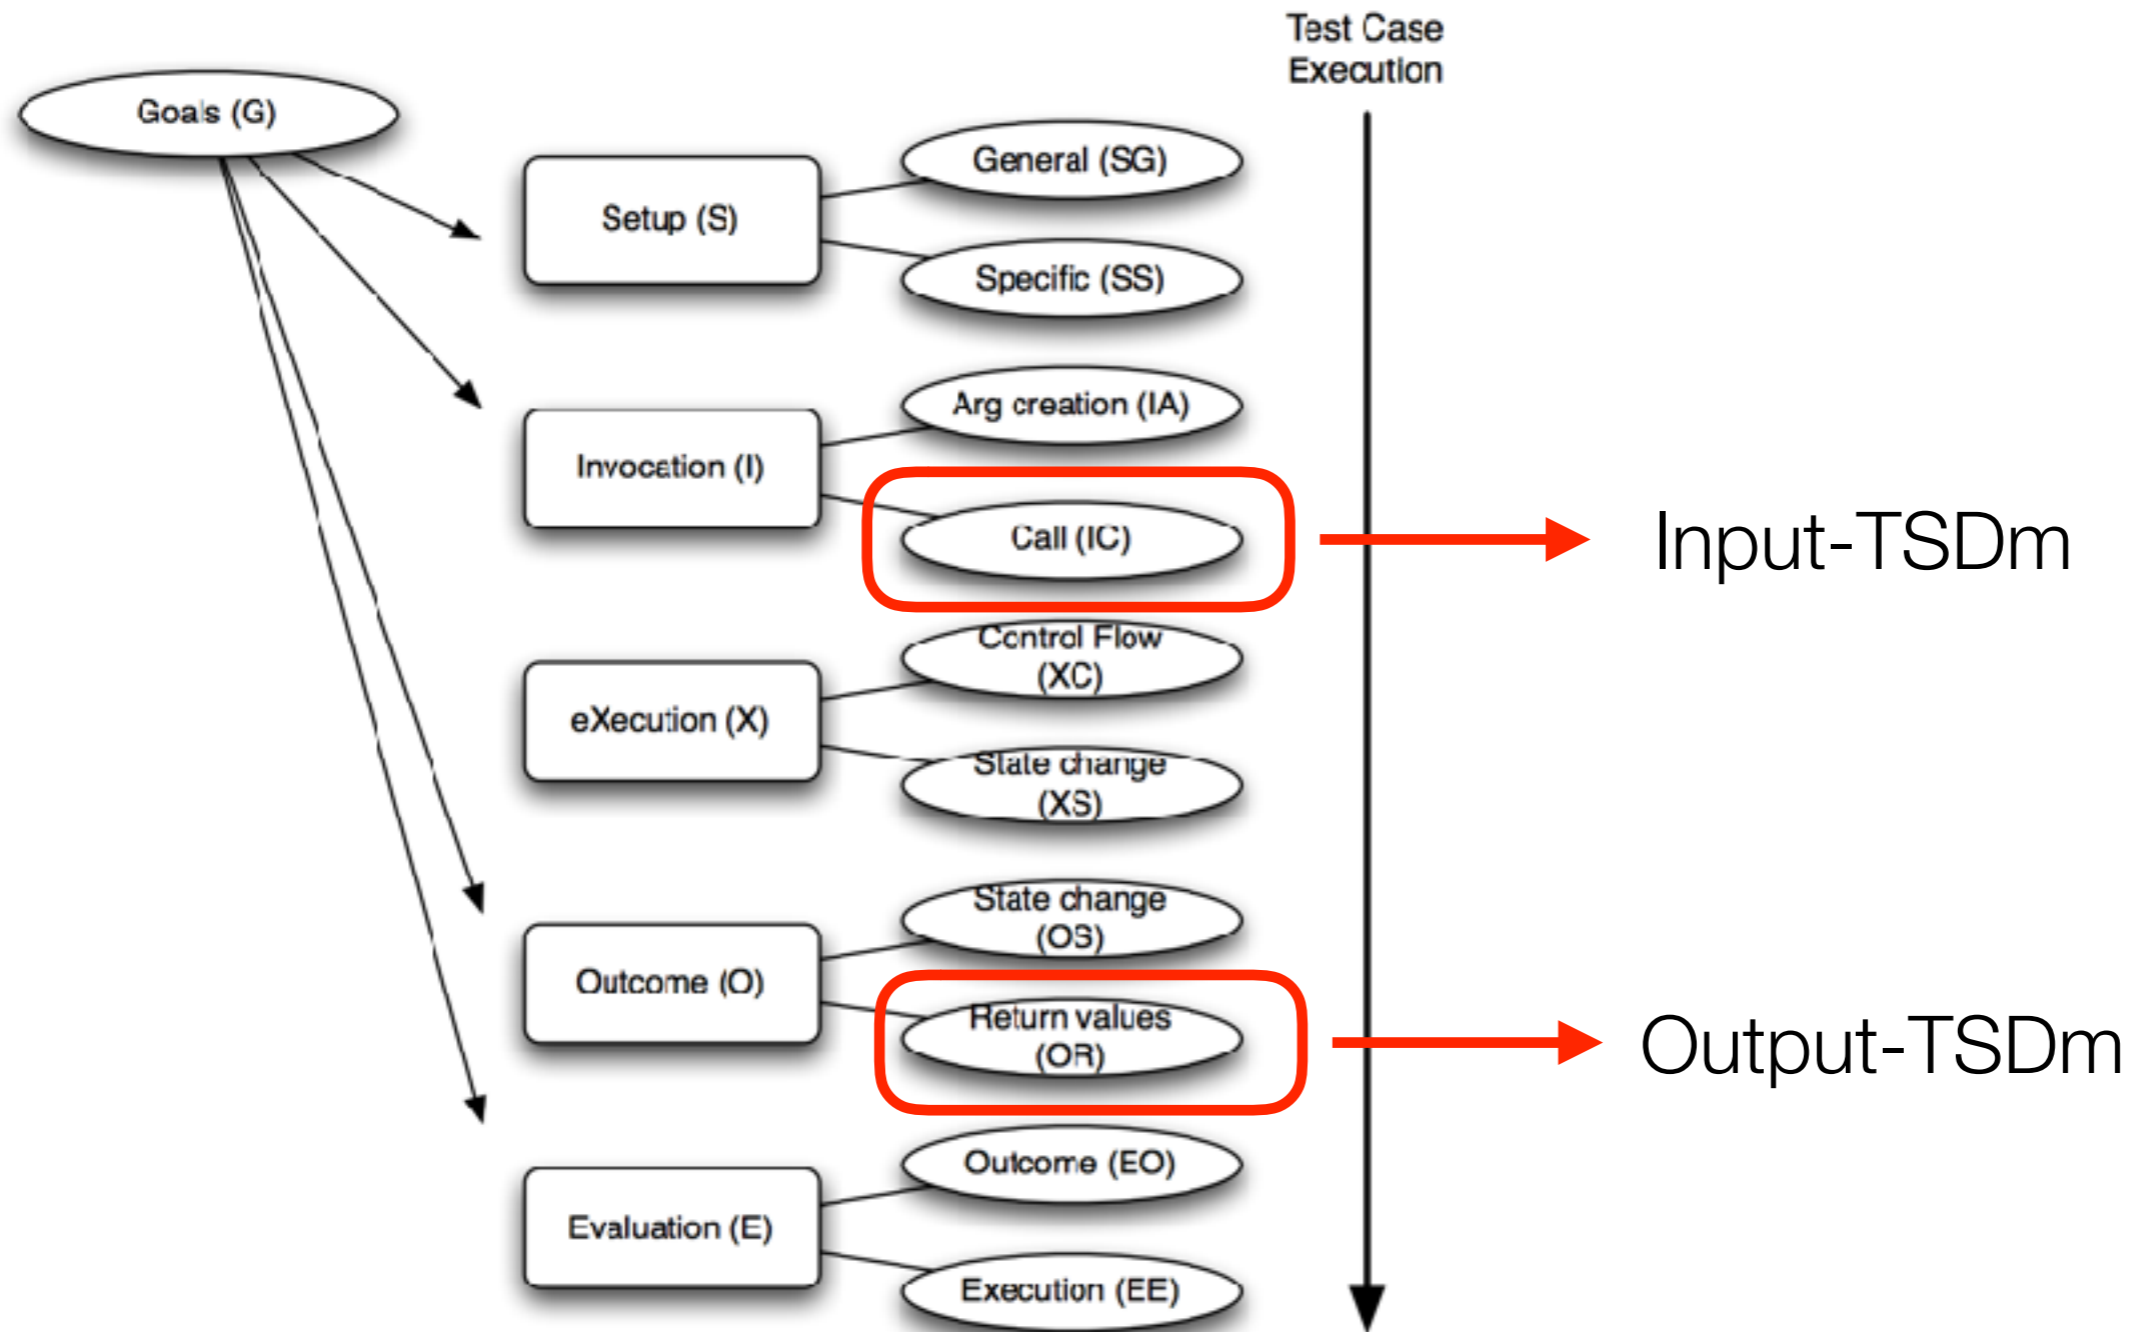 Test Case
Execution
Goals (G)
Setup (S)
General (SG)
Specific (SS)
Invocation (I)
Arg creation (IA)
Call (IC)
Input-TSDm
eXecution (X)
Control Flow
(XC)
State change
(XS)
Outcome (O)
State change
(OS)
Return values
(OR)
Output-TSDm
Evaluation (E)
Outcome (EO)
Execution (EE)